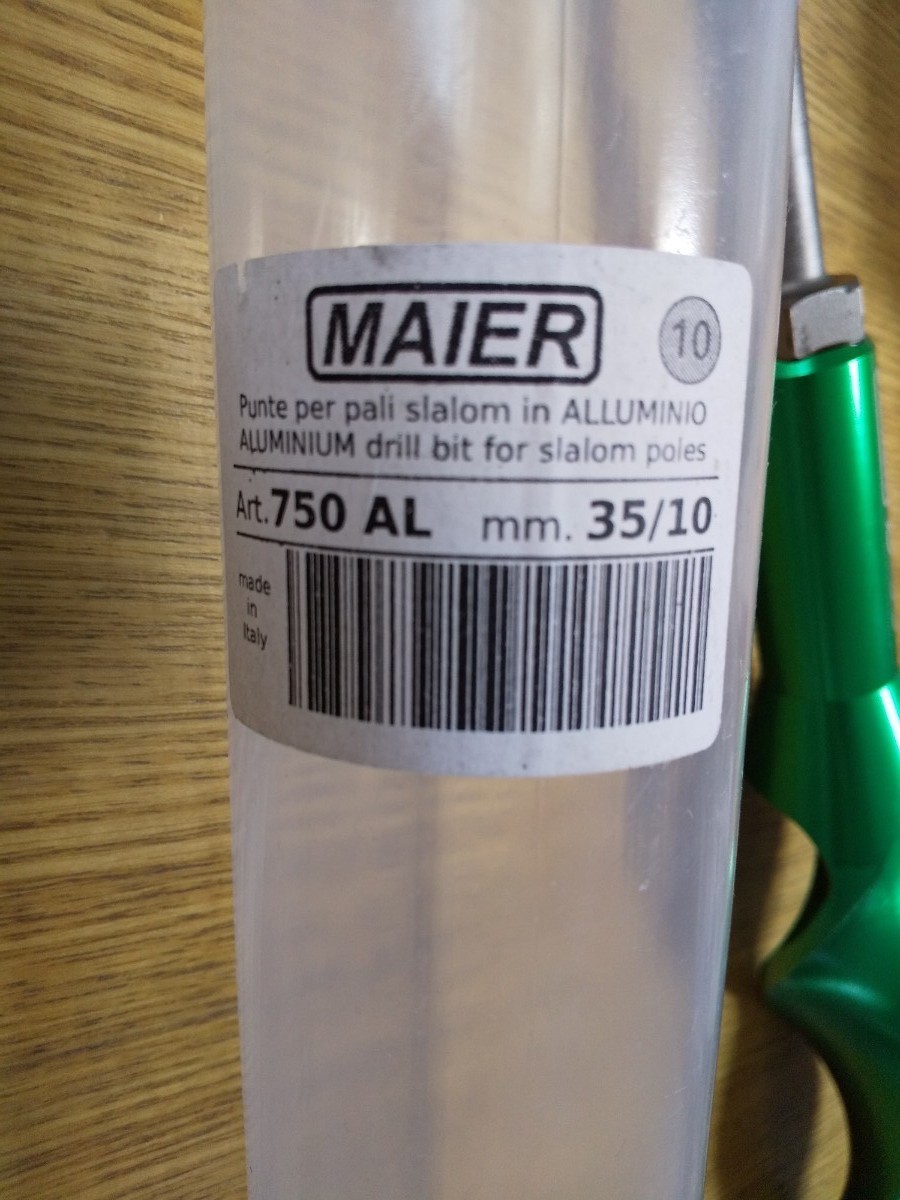 MAIER
10
Punte per pali slalom in ALLUMINIO
ALUMINIUM drill bit for slalom poles
Art.750 AL mm. 35/10
made
in
Italy